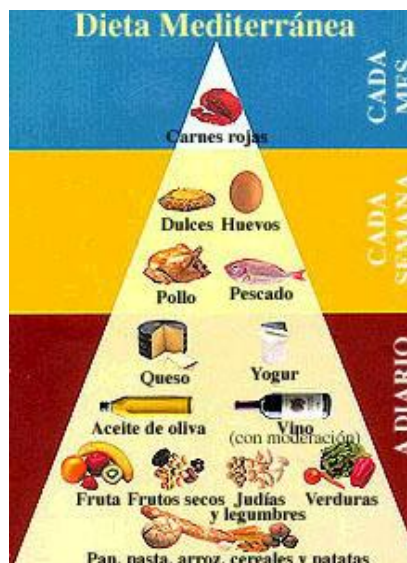 Dieta Mediterránea
CADA MES
Carnes rojas
CADA SEMANA
Dulces Huevos
Pollo Pescado
A DIARIO
Queso Yogur
Aceite de oliva Vino
(con moderación)
Fruta Frutos secos Judías Verduras
y legumbres
Pan, pasta, arroz, cereales y patatas